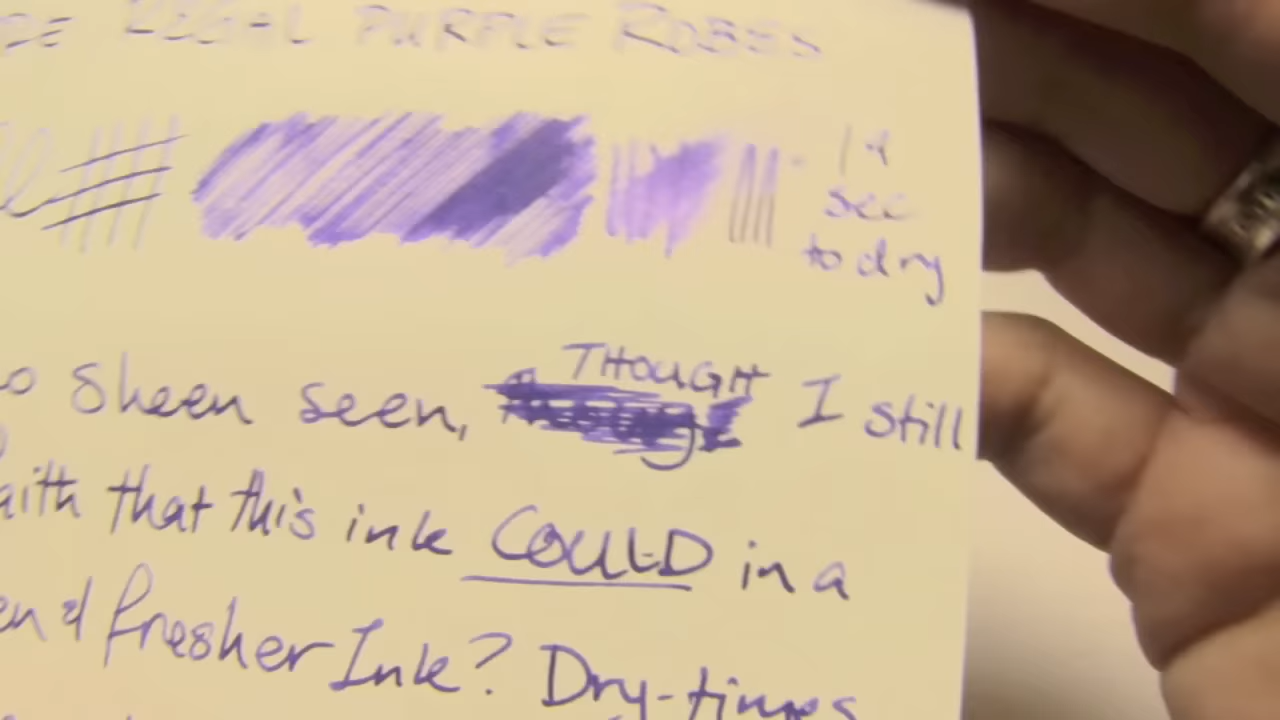 REGAL PURPLE ROBES
14
sec
to dry
Sheen seen, THOUGH I still
that this ink COULD in a
fresher Ink? Dry-times